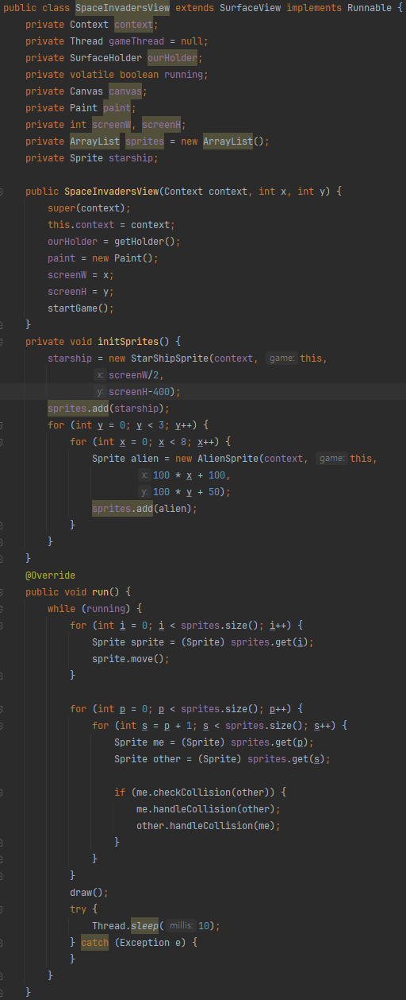 public class SpaceInvadersView extends SurfaceView implements Runnable {
    private Context context;
    private Thread gameThread = null;
    private SurfaceHolder ourHolder;
    private volatile boolean running;
    private Canvas canvas;
    private Paint paint;
    private int screenW, screenH;
    private ArrayList sprites = new ArrayList();
    private Sprite starship;

    public SpaceInvadersView(Context context, int x, int y) {
        super(context);
        this.context = context;
        ourHolder = getHolder();
        paint = new Paint();
        screenW = x;
        screenH = y;
        startGame();
    }
    private void initSprites() {
        starship = new StarShipSprite(context, game: this,
                x: screenW/2,
                y: screenH-400);
        sprites.add(starship);
        for (int y = 0; y < 3; y++) {
            for (int x = 0; x < 8; x++) {
                Sprite alien = new AlienSprite(context, game: this,
                        x: 100 * x + 100,
                        y: 100 * y + 50);
                sprites.add(alien);
            }
        }
    }
    @Override
    public void run() {
        while (running) {
            for (int i = 0; i < sprites.size(); i++) {
                Sprite sprite = (Sprite) sprites.get(i);
                sprite.move();
            }

            for (int p = 0; p < sprites.size(); p++) {
                for (int s = p + 1; s < sprites.size(); s++) {
                    Sprite me = (Sprite) sprites.get(p);
                    Sprite other = (Sprite) sprites.get(s);

                    if (me.checkCollision(other)) {
                        me.handleCollision(other);
                        other.handleCollision(me);
                    }
                }
            }
            draw();
            try {
                Thread.sleep( millis: 10);
            } catch (Exception e) {
            }
        }
    }